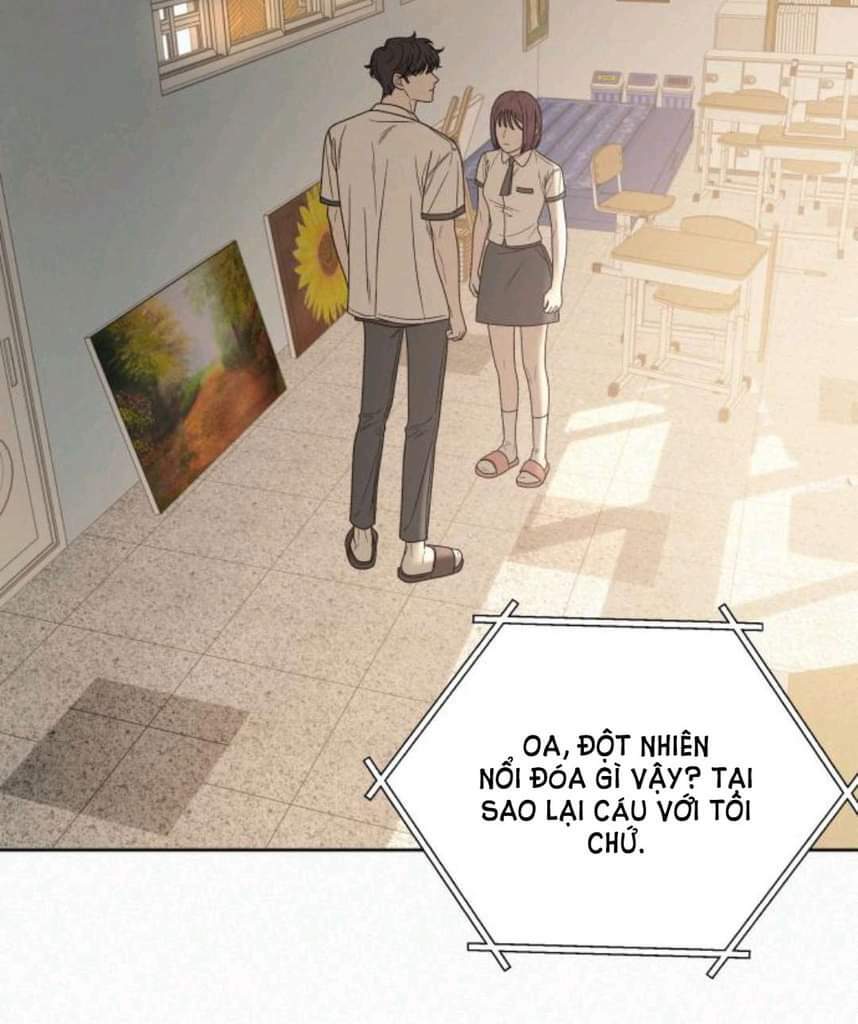 OA, ĐỘT NHIÊN
NỔI ĐÓA GÌ VẬY? TẠI
SAO LẠI CÁU VỚI TÔI
CHỨ.